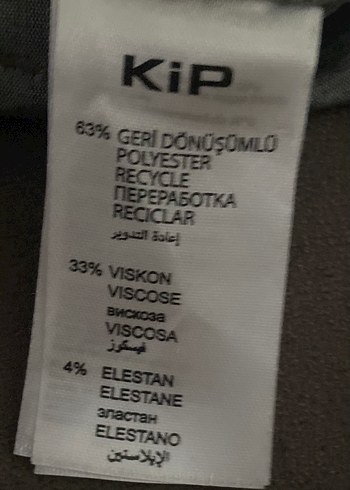 KiP
63% GERİ DÖNÜŞÜMLÜ
POLYESTER
RECYCLE
ПЕРЕРАБОТКА
RECICLAR
إعادة التدوير
33% VISKON
VISCOSE
вискоза
VISCOSA
فيسكوز
4% ELESTAN
ELESTANE
эластан
ELESTANO
الإيلاستين